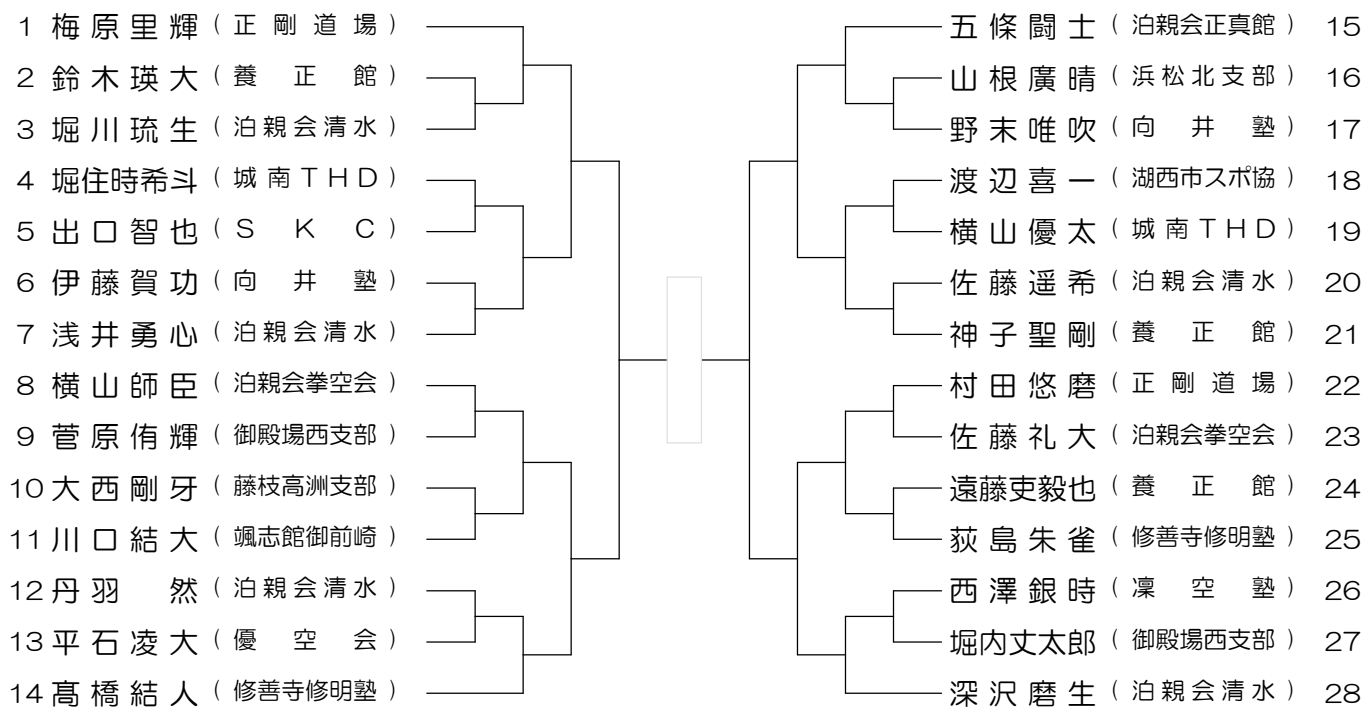 1 梅原里輝（正剛道場）
2 鈴木瑛大（養正館）
3 堀川琉生（泊親会清水）
4 堀住時希斗（城南ＴＨＤ）
5 出口智也（ＳＫＣ）
6 伊藤賀功（向井塾）
7 浅井勇心（泊親会清水）
8 横山師臣（泊親会拳空会）
9 菅原侑輝（御殿場西支部）
10 大西剛牙（藤枝高洲支部）
11 川口結大（颯志館御前崎）
12 丹羽　然（泊親会清水）
13 平石凌大（優空会）
14 髙橋結人（修善寺修明塾）
五條闘士（泊親会正真館）15
山根廣晴（浜松北支部）16
野末唯吹（向井塾）17
渡辺喜一（湖西市スポ協）18
横山優太（城南ＴＨＤ）19
佐藤遥希（泊親会清水）20
神子聖剛（養正館）21
村田悠磨（正剛道場）22
佐藤礼大（泊親会拳空会）23
遠藤吏毅也（養正館）24
荻島朱雀（修善寺修明塾）25
西澤銀時（凜空塾）26
堀内丈太郎（御殿場西支部）27
深沢磨生（泊親会清水）28